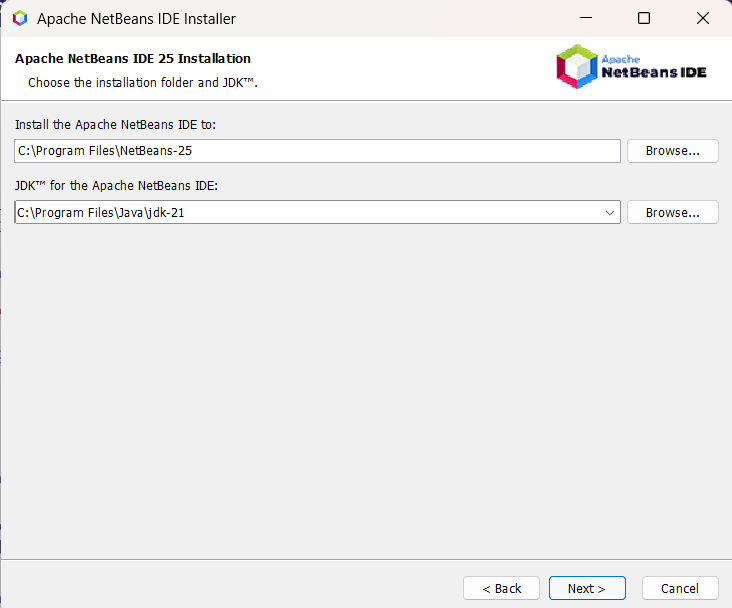 Apache NetBeans IDE Installer
Apache NetBeans IDE 25 Installation
Choose the installation folder and JDK™.
Apache
NetBeans IDE
Install the Apache NetBeans IDE to:
C:\Program Files\NetBeans-25
Browse...
JDK™ for the Apache NetBeans IDE:
C:\Program Files\Java\jdk-21
Browse...
< Back
Next >
Cancel